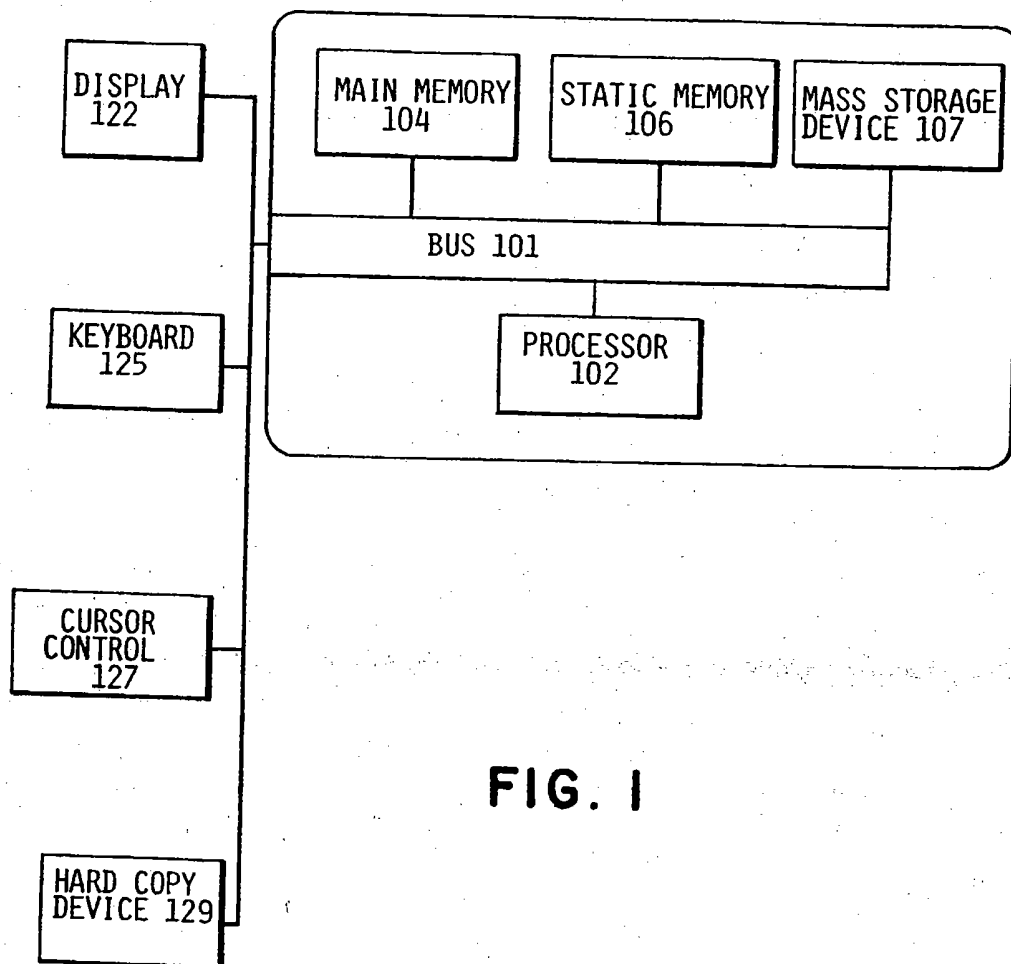 DISPLAY
122
MAIN MEMORY
104
STATIC MEMORY
106
MASS STORAGE
DEVICE 107
BUS 101
KEYBOARD
125
PROCESSOR
102
CURSOR
CONTROL
127
FIG. 1
HARD COPY
DEVICE 129